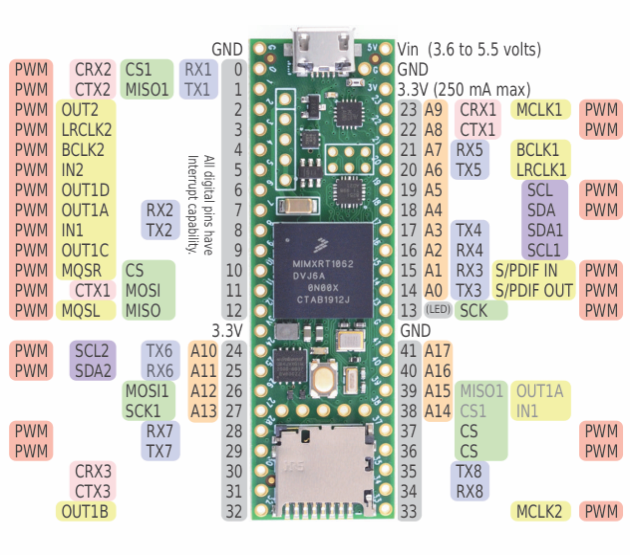 GND Vin (3.6 to 5.5 volts)
PWM CRX2 CS1 RX1 0 GND
PWM CTX2 MISO1 TX1 1 3.3V (250 mA max)
PWM OUT2 2 23 A9 CRX1 MCLK1 PWM
PWM LRCLK2 3 22 A8 CTX1 PWM
PWM BCLK2 4 21 A7 RX5 BCLK1
PWM IN2 5 20 A6 TX5 LRCLK1
PWM OUT1D 6 19 A5 SCL PWM
PWM OUT1A RX2 7 18 A4 SDA PWM
PWM IN1 TX2 8 17 A3 TX4 SDA1
PWM OUT1C 9 16 A2 RX4 SCL1
PWM MQSR CS 10 15 A1 RX3 S/PDIF IN PWM
PWM CTX1 MOSI 11 14 A0 TX3 S/PDIF OUT PWM
PWM MQSL MISO 12 13 (LED) SCK PWM
3.3V GND
PWM SCL2 TX6 A10 24 41 A17
PWM SDA2 RX6 A11 25 40 A16
MOSI1 A12 26 39 A15 MISO1 OUT1A
SCK1 A13 27 38 A14 CS1 IN1
PWM RX7 28 37 CS PWM
PWM TX7 29 36 CS PWM
CRX3 30 35 TX8
CTX3 31 34 RX8
OUT1B 32 33 MCLK2 PWM
All digital pins have
Interrupt capability.
MIMXRT1062
DVJ6A
0N00X
CTAB1912J
5V
3V